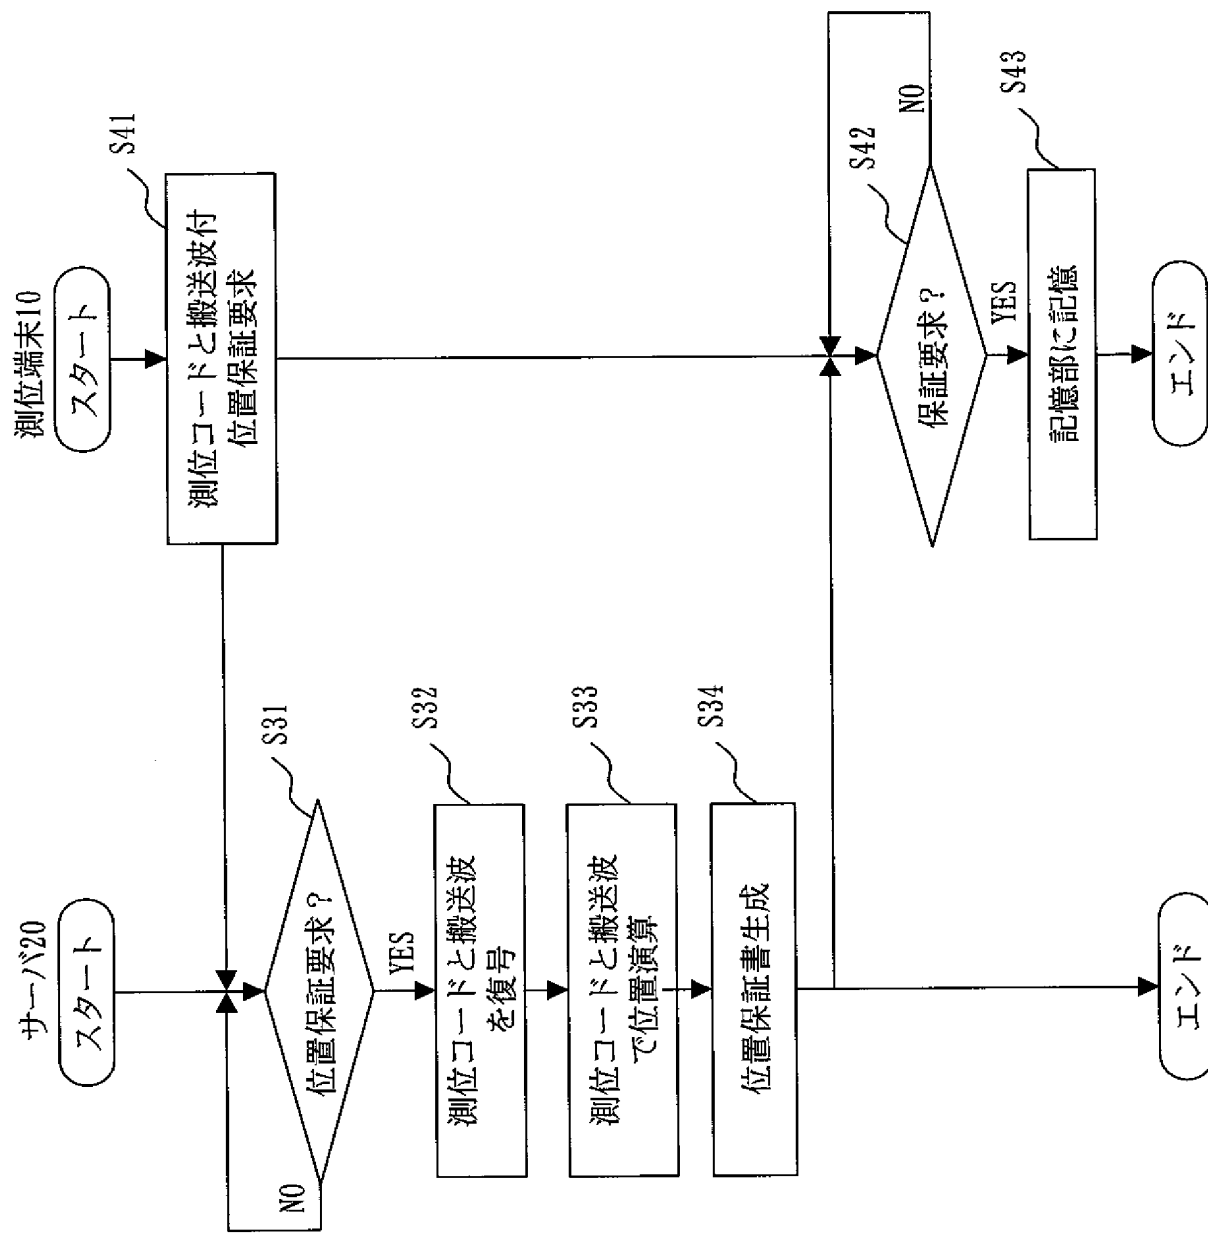 サーバ20
スタート
位置保証要求?
S31
NO
YES
測位コードと搬送波
を復号
S32
測位コードと搬送波
で位置演算
S33
位置保証書生成
S34
エンド
測位端末10
スタート
測位コードと搬送波付
位置保証要求
S41
保証要求?
S42
NO
YES
記憶部に記憶
S43
エンド